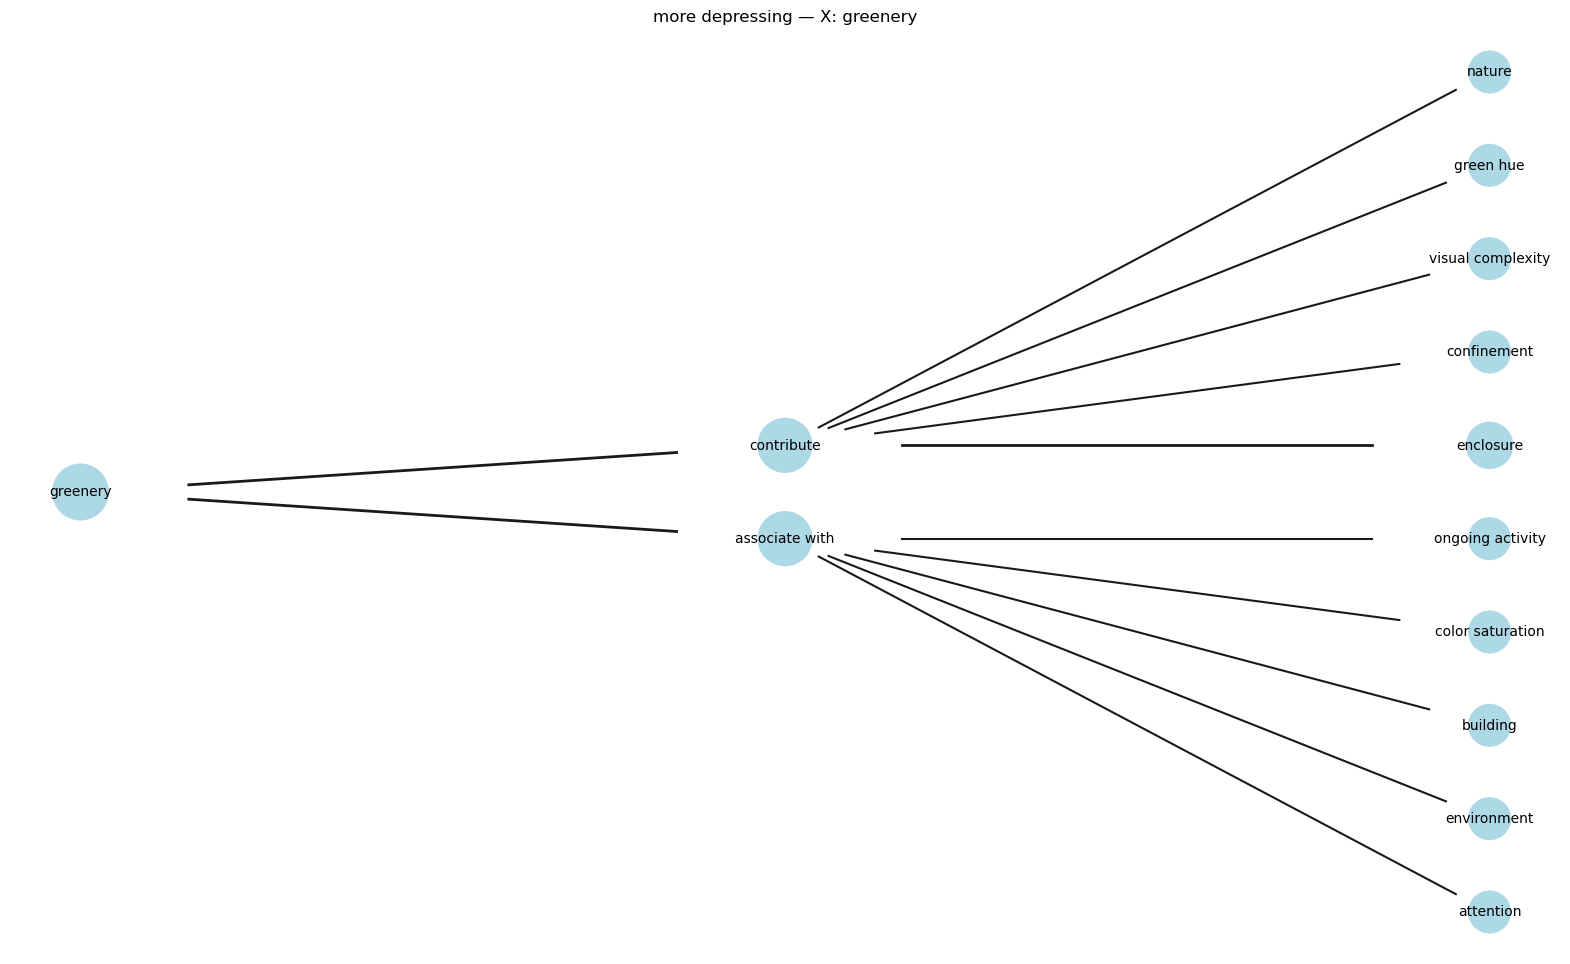 more depressing — X: greenery
greenery
contribute
associate with
nature
green hue
visual complexity
confinement
enclosure
ongoing activity
color saturation
building
environment
attention